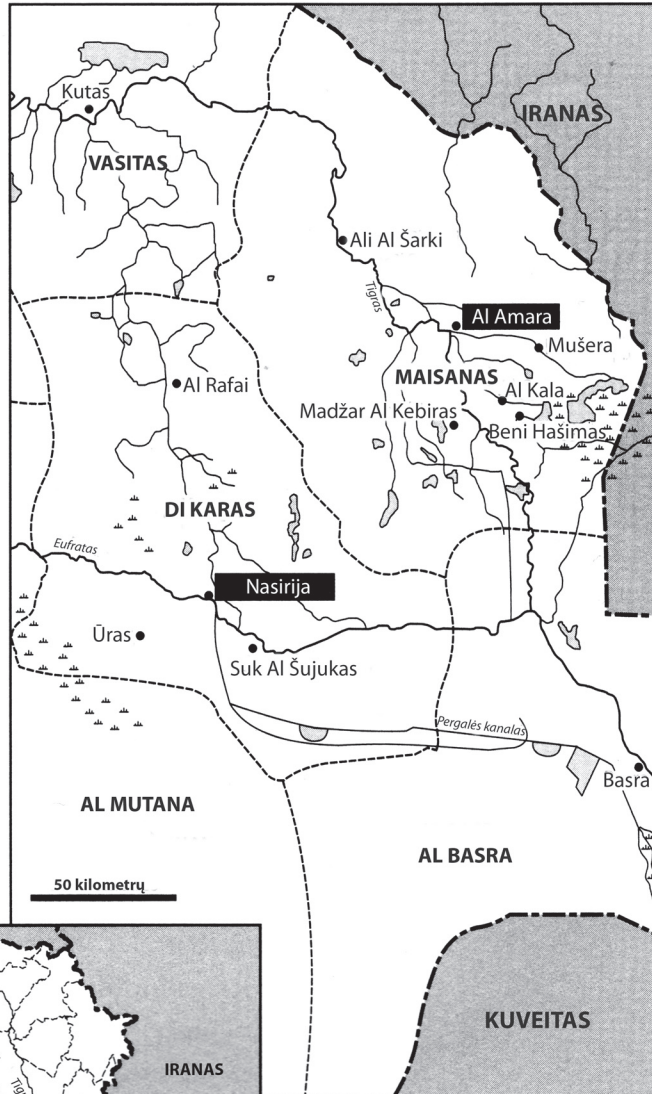 Kutas
IRANAS
VASITAS
Ali Al Šarki
Tigras
Al Amara
Mušera
MAISANAS
Al Rafai
Al Kala
Madžar Al Kebiras
Beni Hašimas
DI KARAS
Eufratas
Nasirija
Ūras
Suk Al Šujukas
Pergalės kanalas
Basra
AL MUTANA
AL BASRA
50 kilometrų
KUVEITAS
IRANAS